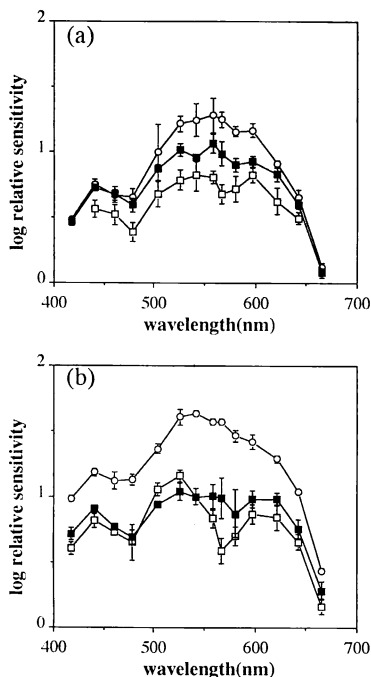 (a)
2
1
0
log relative sensitivity
400 500 600 700
wavelength(nm)
(b)
2
1
0
log relative sensitivity
400 500 600 700
wavelength(nm)